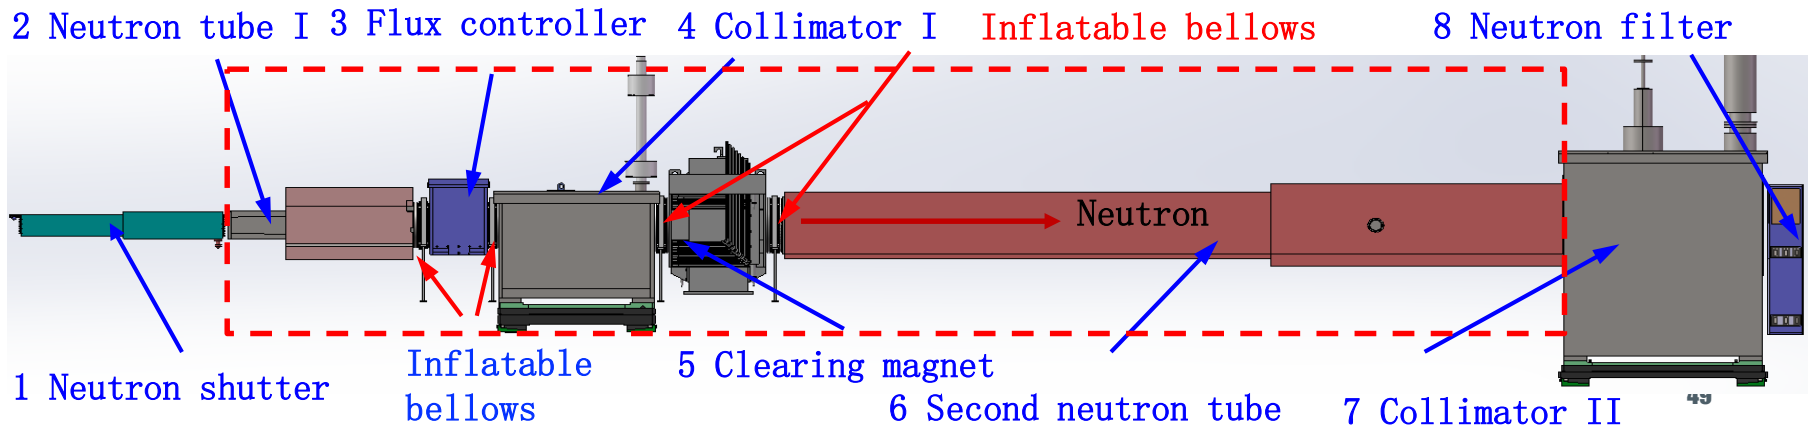 2 Neutron tube I
3 Flux controller
4 Collimator I
Inflatable bellows
8 Neutron filter
Neutron
Inflatable
bellows
1 Neutron shutter
5 Clearing magnet
6 Second neutron tube
7 Collimator II
49